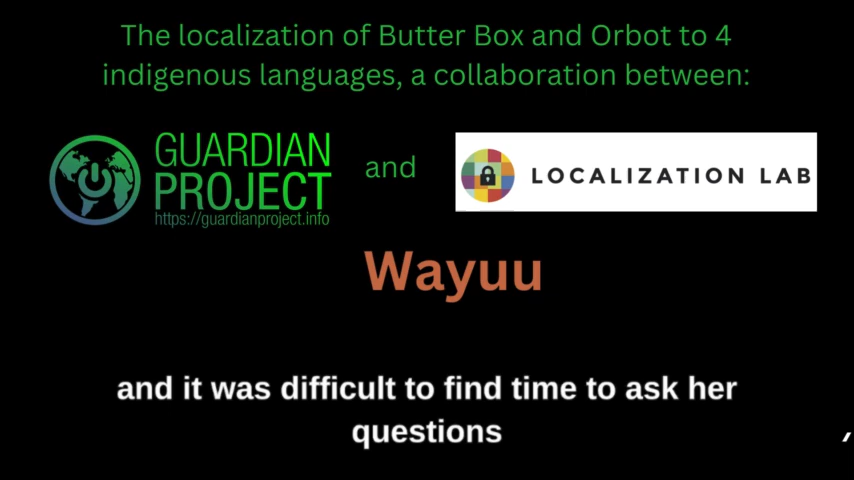 The localization of Butter Box and Orbot to 4
indigenous languages, a collaboration between:
GUARDIAN
PROJECT
https://guardianproject.info
and
LOCALIZATION LAB
Wayuu
and it was difficult to find time to ask her
questions